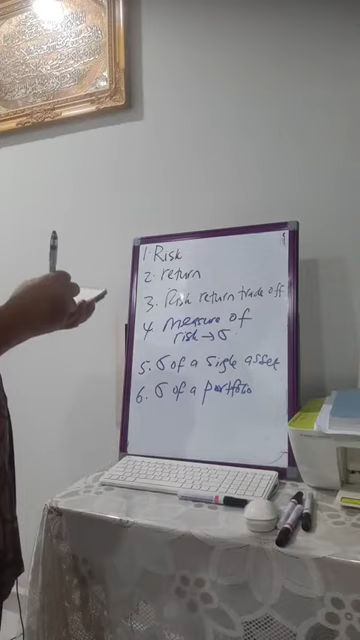 1. Risk
2. return
3. Risk return trade off
4. measure of
risk → σ
5. σ of a single asset
6. σ of a portfolio